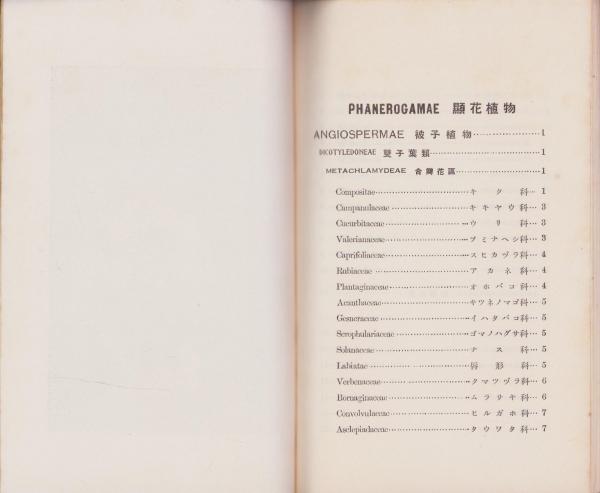 PHANEROGAMAE 顯花植物
ANGIOSPERMAE 被子植物……………………1
DICOTYLEDONEAE 雙子葉類……………………1
METACHLAMYDEAE 合瓣花區……………………1
Compositae……………………キク科…1
Campanulaceae……………………キキヤウ科…3
Cucurbitaceae……………………ウリ科…3
Valerianaceae……………………ヲミナヘシ科…3
Caprifoliaceae……………………スヒカヅラ科…4
Rubiaceae……………………アカネ科…4
Plantaginaceae……………………オホバコ科…4
Acanthaceae……………………キツネノマゴ科…5
Gesneraceae……………………イハタバコ科…5
Scrophulariaceae……………………ゴマノハグサ科…5
Solanaceae……………………ナス科…5
Labiatae……………………唇形科…5
Verbenaceae……………………クマツヅラ科…6
Borraginaceae……………………ムラサキ科…6
Convolvulaceae……………………ヒルガホ科…7
Asclepiadaceae……………………タウワタ科…7